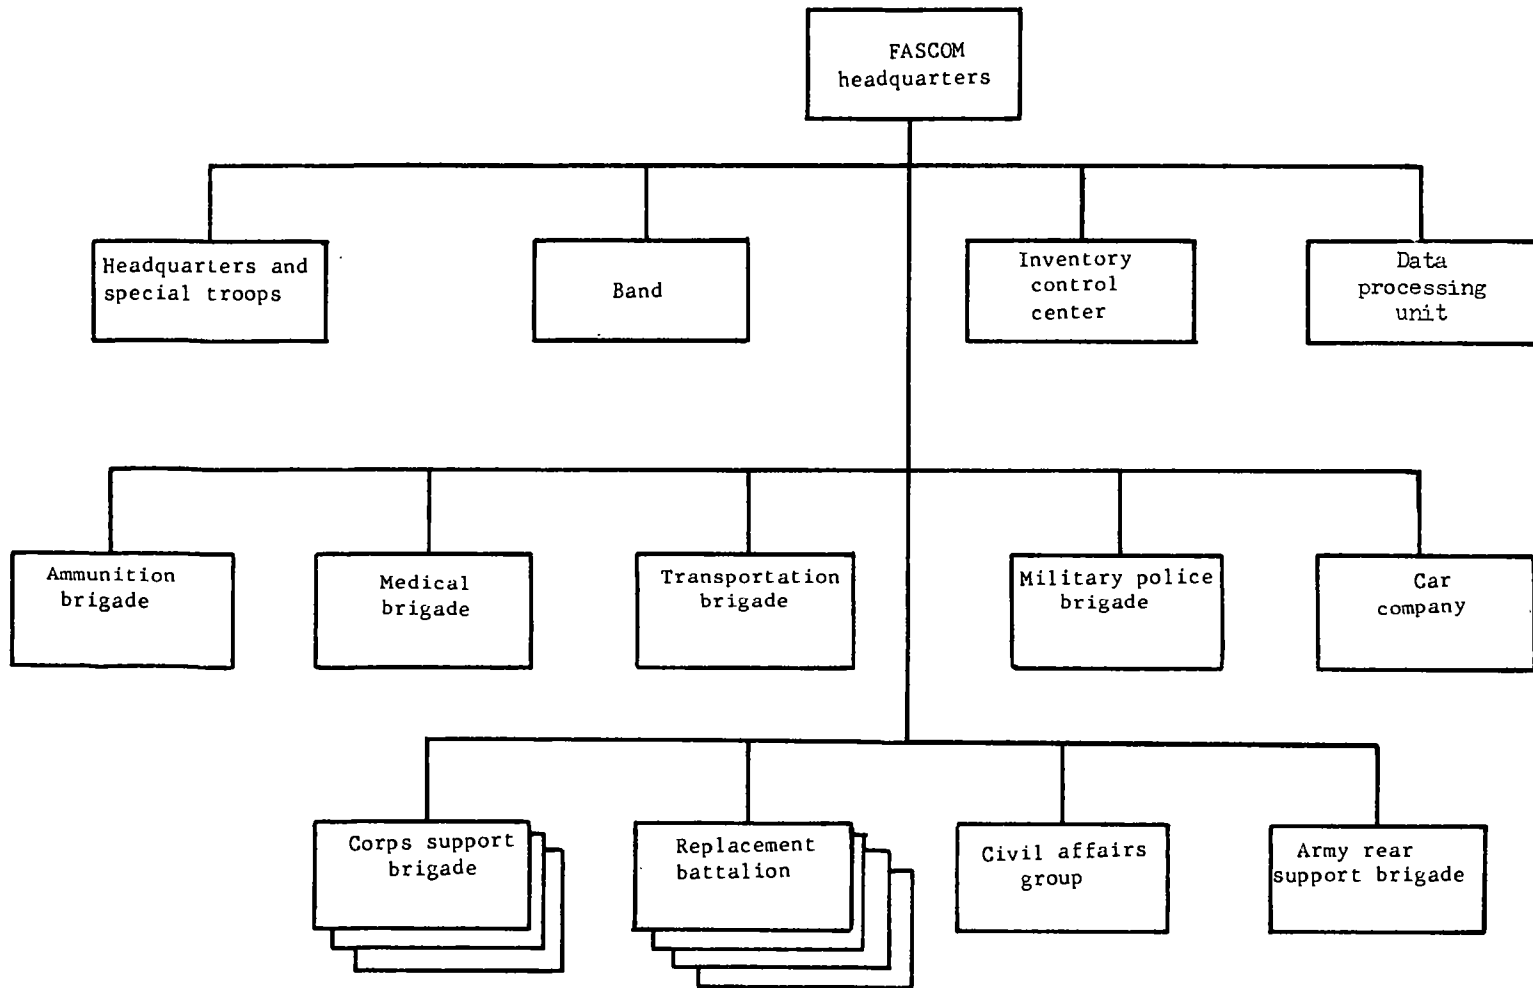 FASCOM
headquarters
Headquarters and
special troops
Band
Inventory
control
center
Data
processing
unit
Ammunition
brigade
Medical
brigade
Transportation
brigade
Military police
brigade
Car
company
Corps support
brigade
Replacement
battalion
Civil affairs
group
Army rear
support brigade